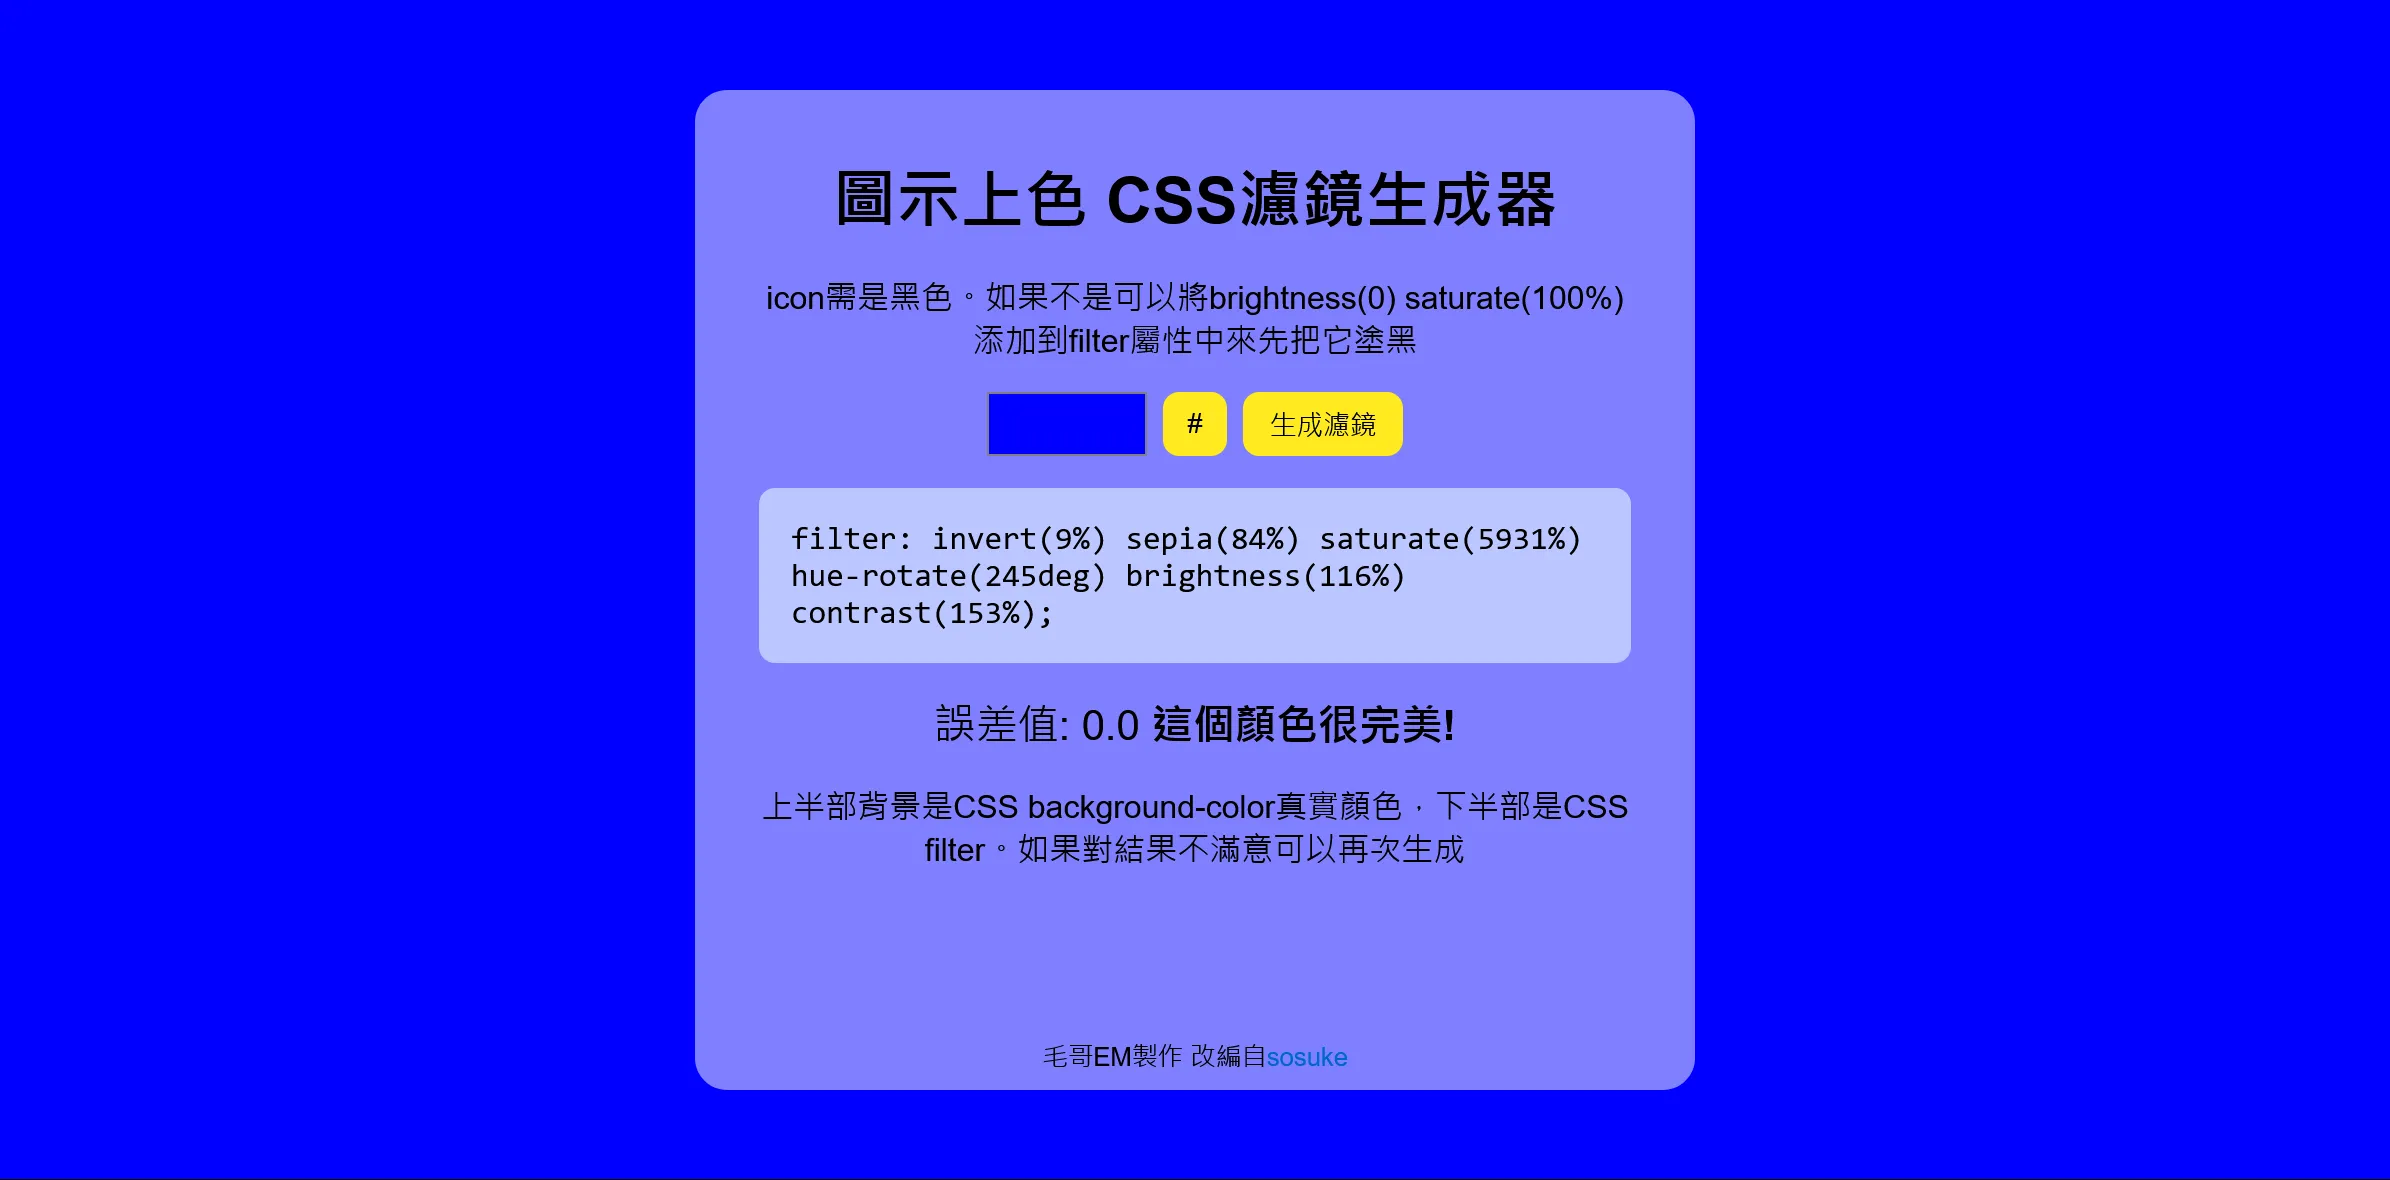 圖示上色 CSS濾鏡生成器
icon需是黑色。如果不是可以將brightness(0) saturate(100%)
添加到filter屬性中來先把它塗黑
# 生成濾鏡
filter: invert(9%) sepia(84%) saturate(5931%)
hue-rotate(245deg) brightness(116%)
contrast(153%);
誤差值: 0.0 這個顏色很完美!
上半部背景是CSS background-color真實顏色，下半部是CSS
filter。如果對結果不滿意可以再次生成
毛哥EM製作 改編自sosuke